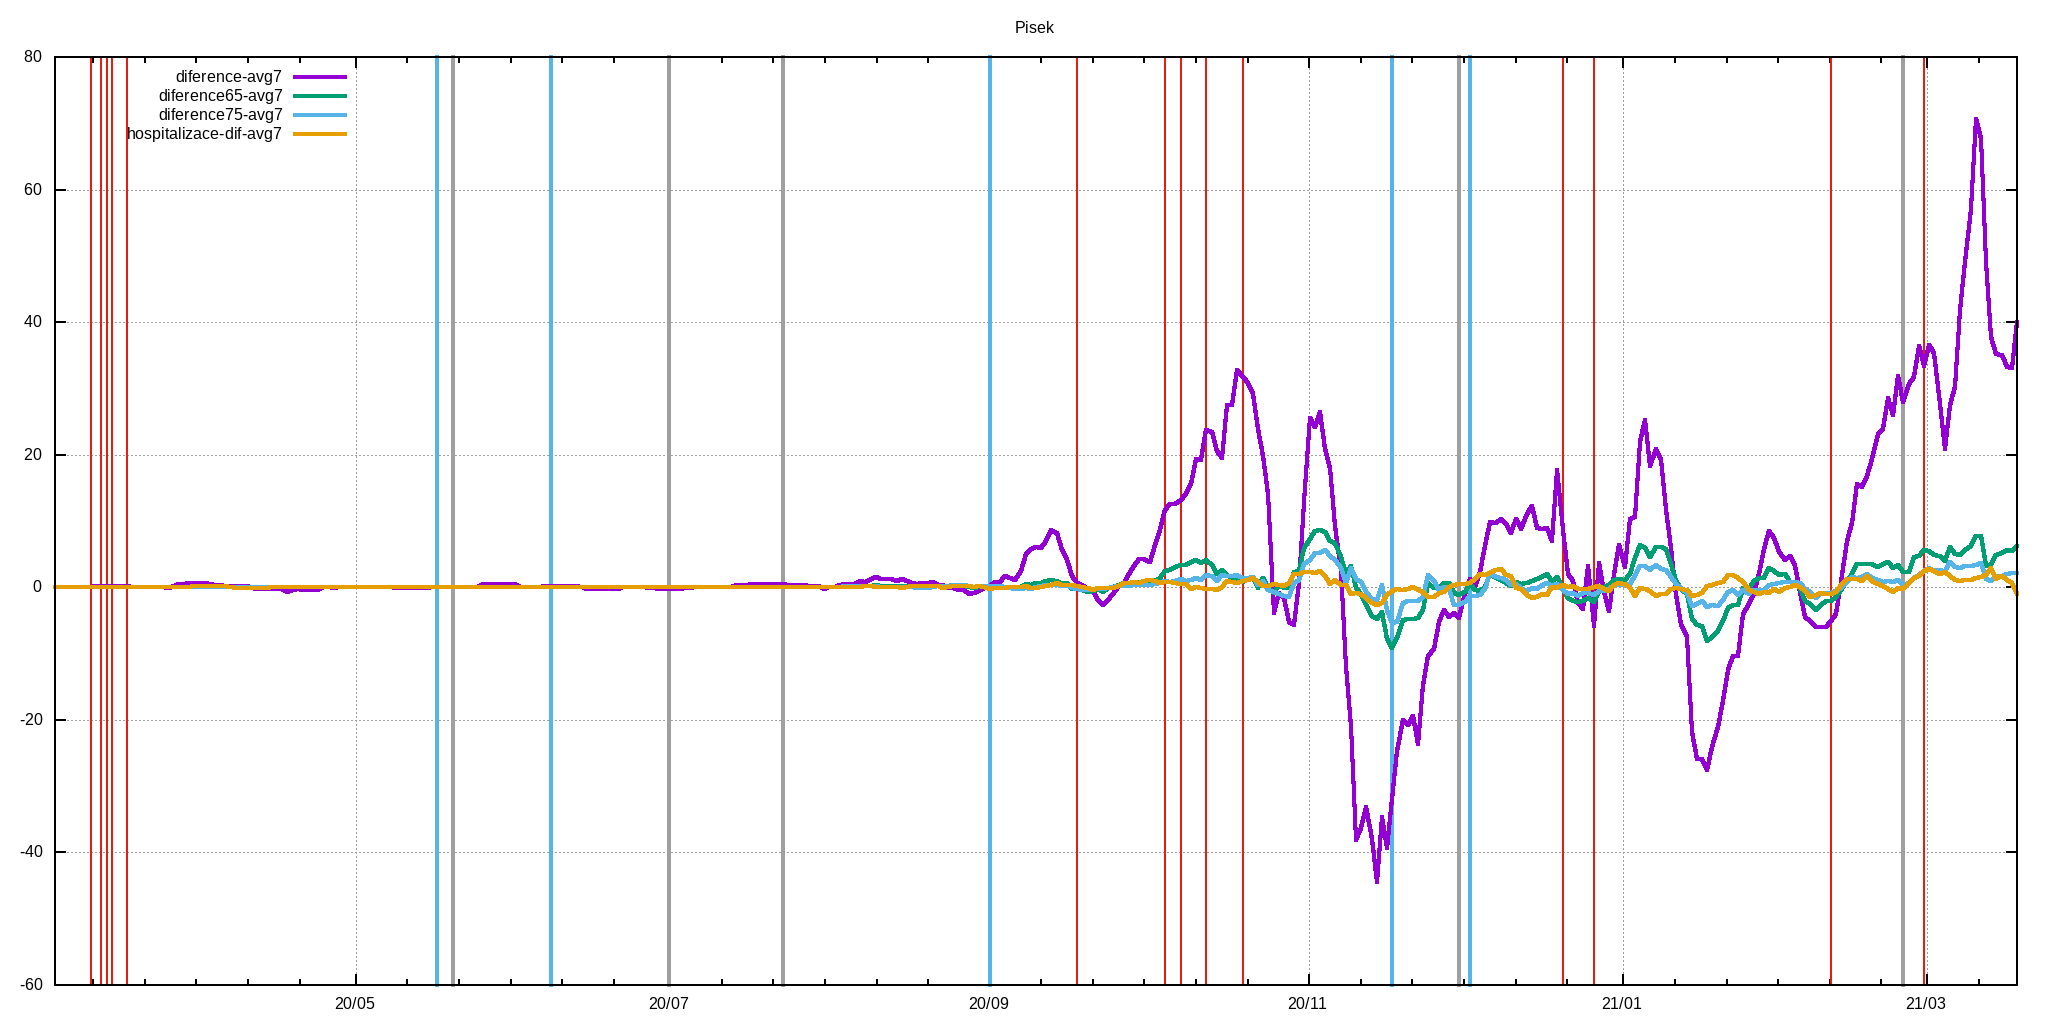 Pisek
diference-avg7
diference65-avg7
diference75-avg7
hospitalizace-dif-avg7
80
60
40
20
0
-20
-40
-60
20/05
20/07
20/09
20/11
21/01
21/03